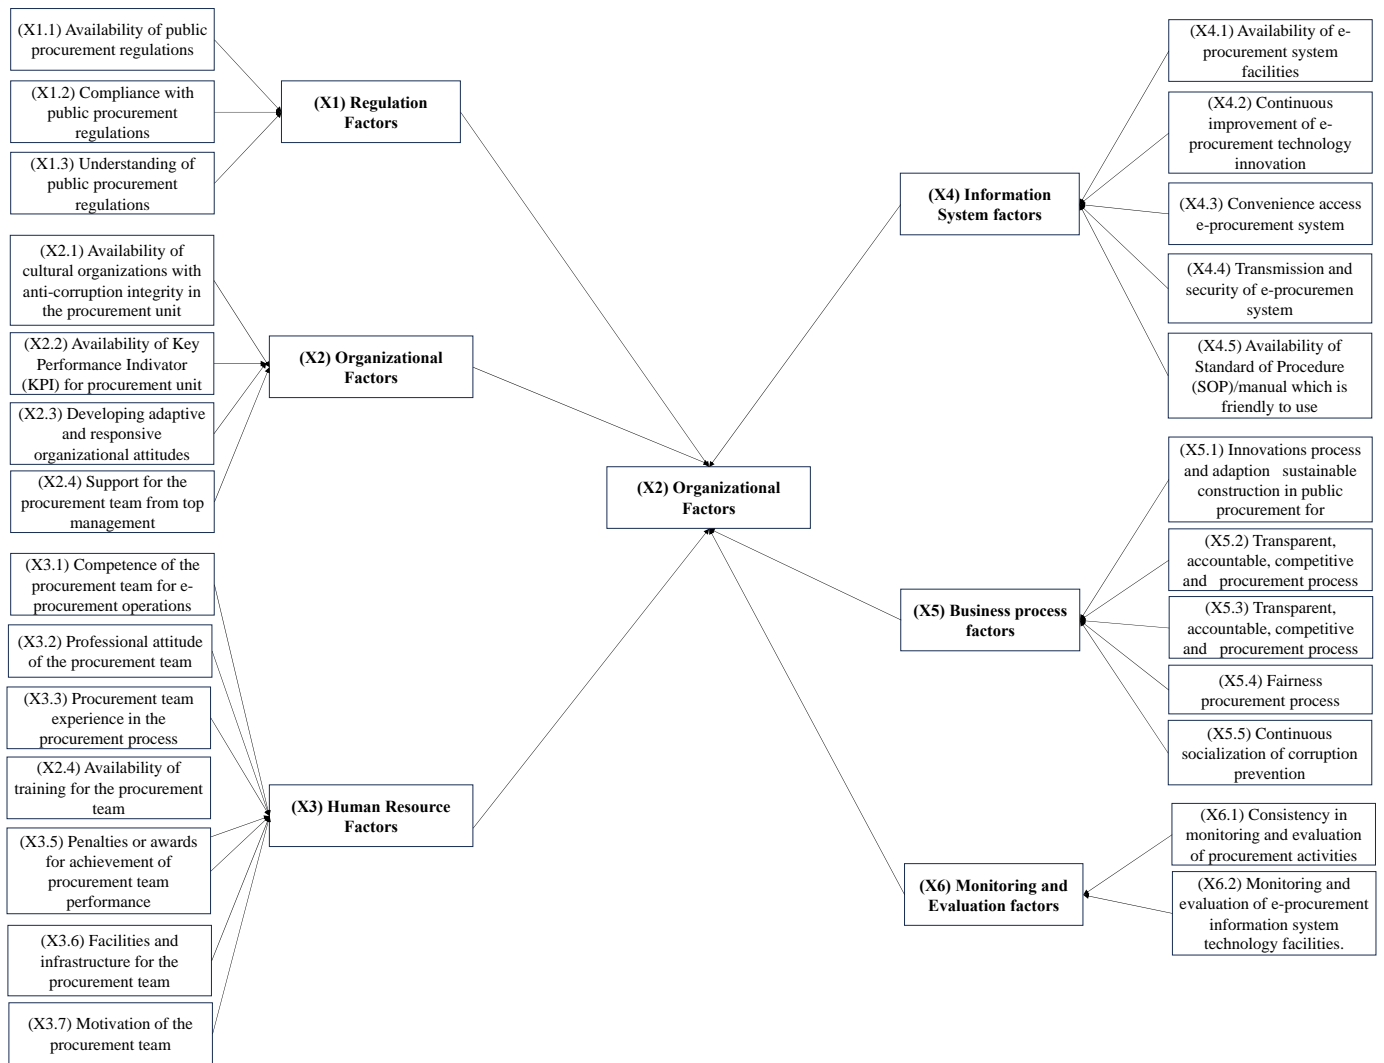 (X1.1) Availability of public
procurement regulations
(X1.2) Compliance with
public procurement
regulations
(X1.3) Understanding of
public procurement
regulations
(X1) Regulation
Factors
(X2.1) Availability of
cultural organizations with
anti-corruption integrity in
the procurement unit
(X2.2) Availability of Key
Performance Indivator
(KPI) for procurement unit
(X2.3) Developing adaptive
and responsive
organizational attitudes
(X2.4) Support for the
procurement team from top
management
(X2) Organizational
Factors
(X3.1) Competence of the
procurement team for e-
procurement operations
(X3.2) Professional attitude
of the procurement team
(X3.3) Procurement team
experience in the
procurement process
(X2.4) Availability of
training for the procurement
team
(X3.5) Penalties or awards
for achievement of
procurement team
performance
(X3.6) Facilities and
infrastructure for the
procurement team
(X3.7) Motivation of the
procurement team
(X3) Human Resource
Factors
(X2) Organizational
Factors
(X4) Information
System factors
(X4.1) Availability of e-
procurement system
facilities
(X4.2) Continuous
improvement of e-
procurement technology
innovation
(X4.3) Convenience access
e-procurement system
(X4.4) Transmission and
security of e-procuremen
system
(X4.5) Availability of
Standard of Procedure
(SOP)/manual which is
friendly to use
(X5) Business process
factors
(X5.1) Innovations process
and adaption sustainable
construction in public
procurement for
(X5.2) Transparent,
accountable, competitive
and procurement process
(X5.3) Transparent,
accountable, competitive
and procurement process
(X5.4) Fairness
procurement process
(X5.5) Continuous
socialization of corruption
prevention
(X6) Monitoring and
Evaluation factors
(X6.1) Consistency in
monitoring and evaluation
of procurement activities
(X6.2) Monitoring and
evaluation of e-procurement
information system
technology facilities.